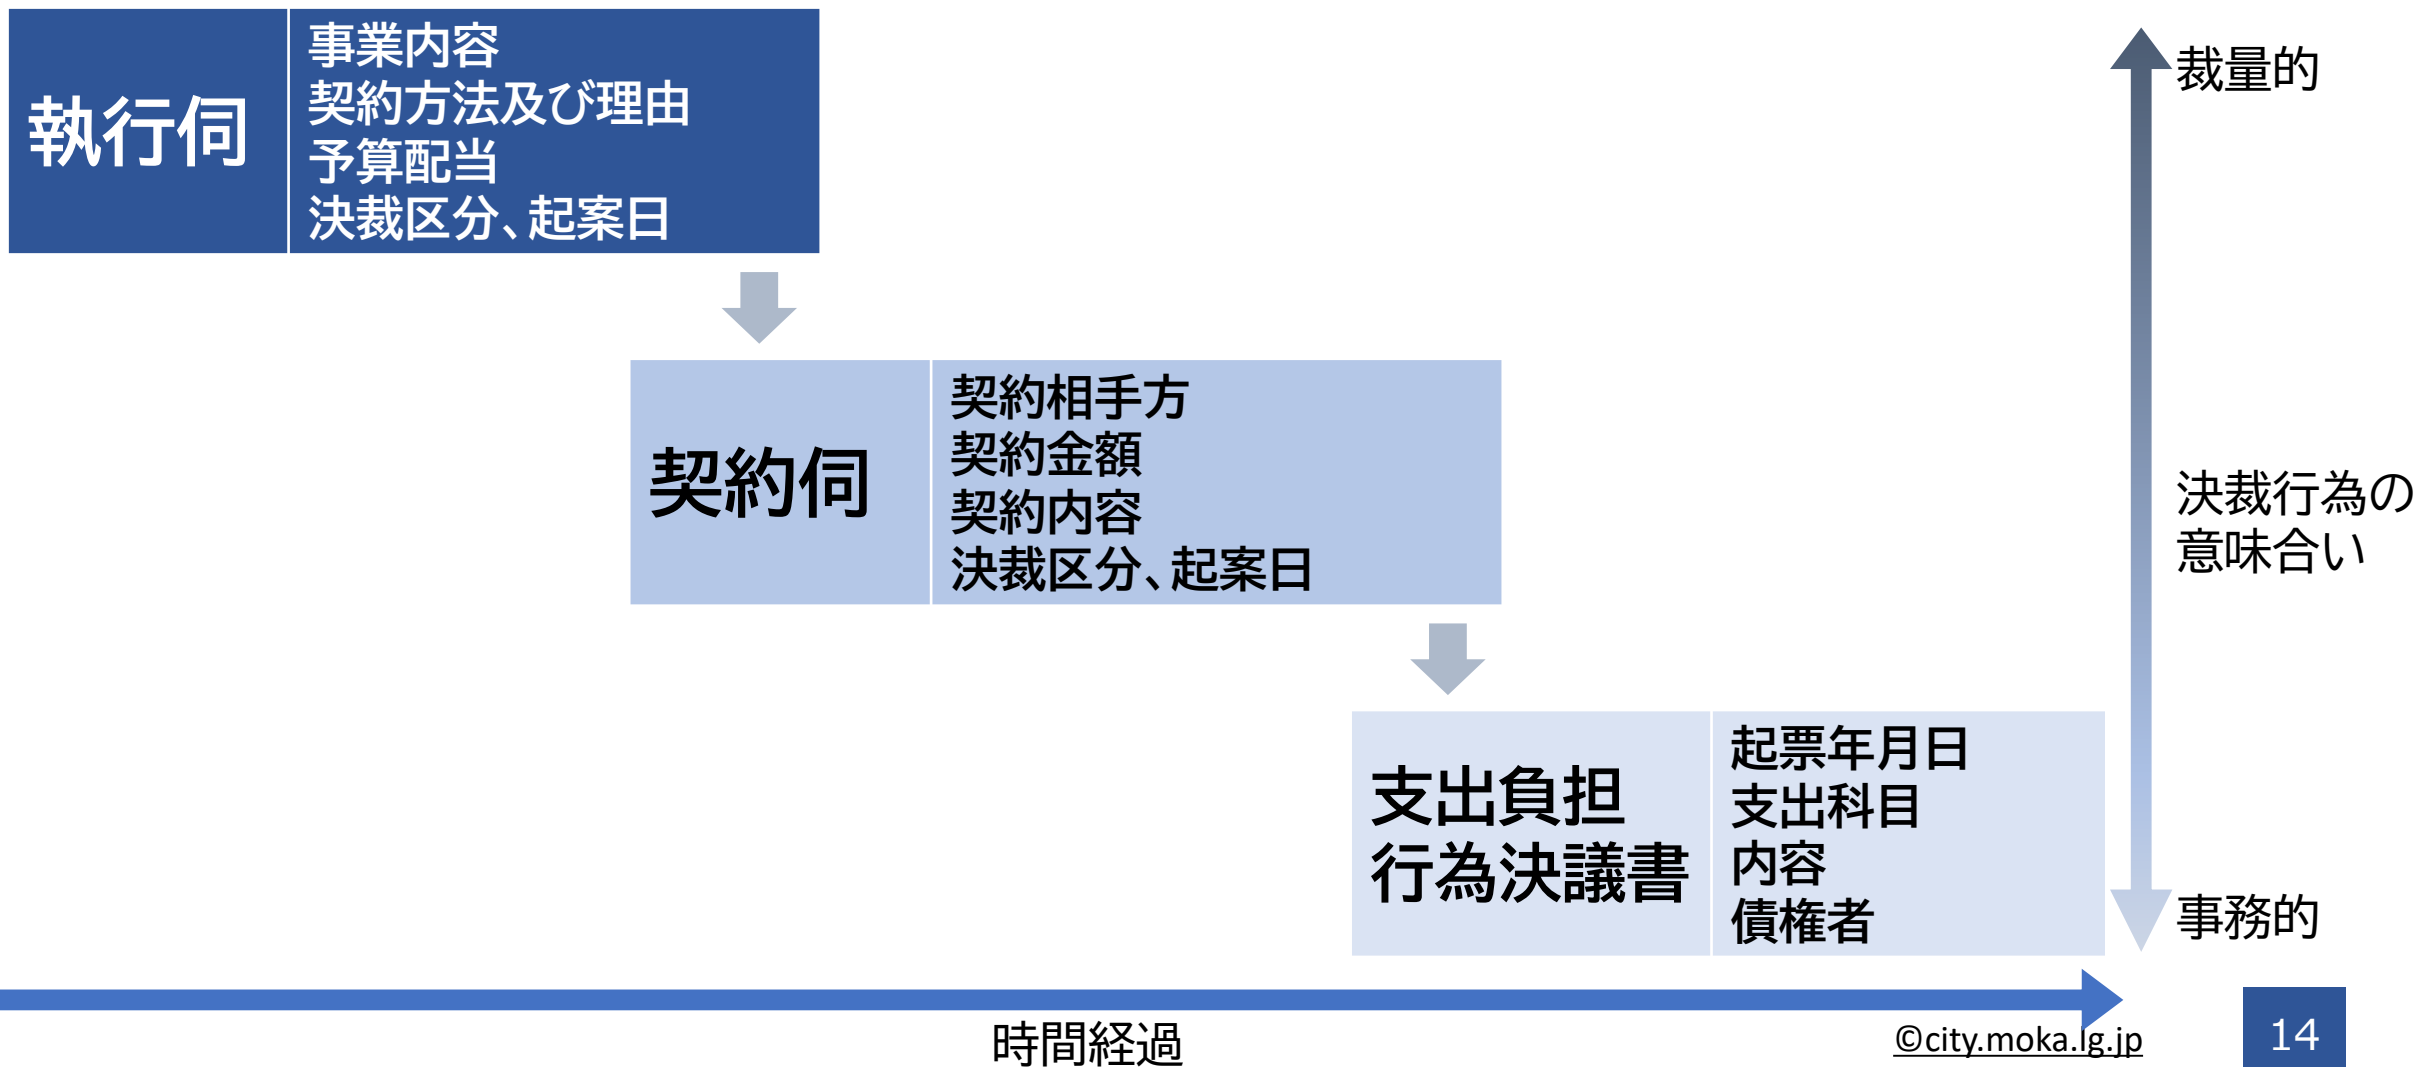 執行伺
事業内容
契約方法及び理由
予算配当
決裁区分、起案日
契約伺
契約相手方
契約金額
契約内容
決裁区分、起案日
支出負担
行為決議書
起票年月日
支出科目
内容
債権者
裁量的
決裁行為の
意味合い
事務的
時間経過
©city.moka.lg.jp
14